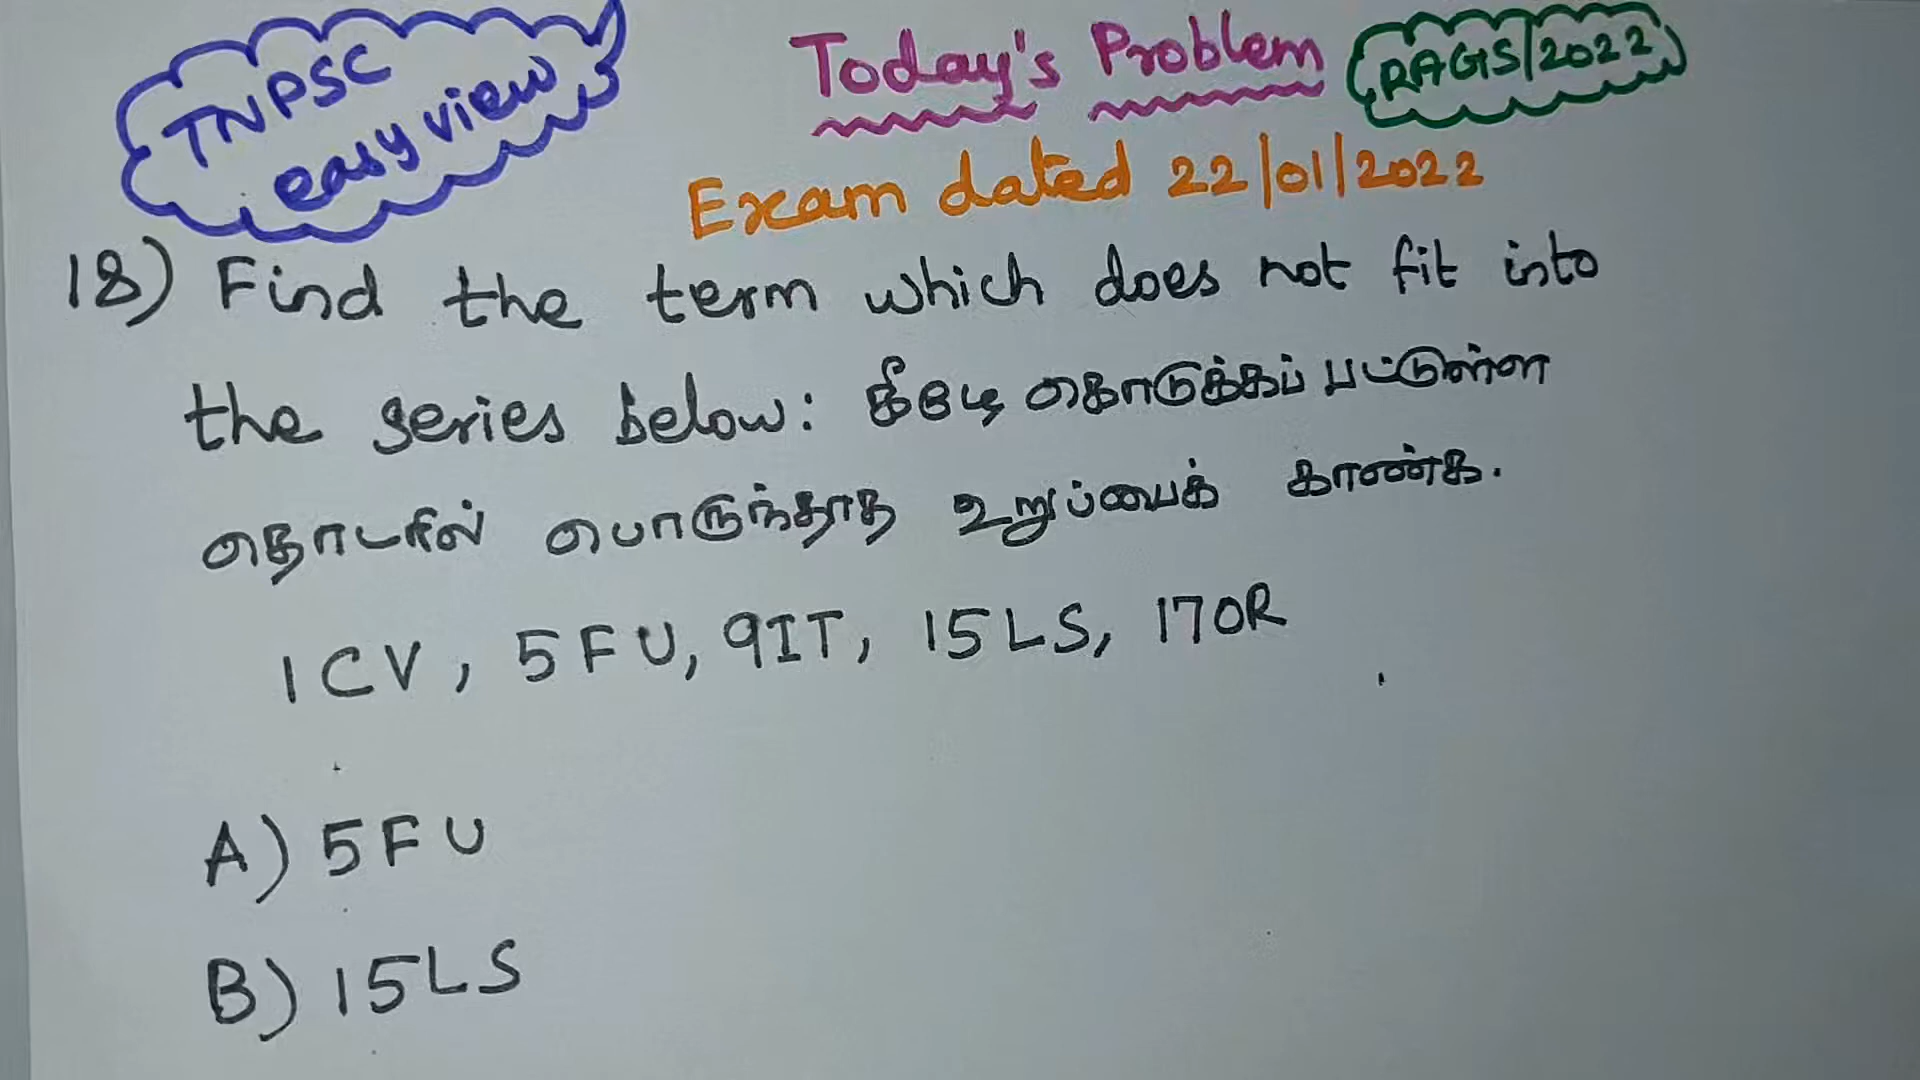 TNPSC
easy view
Today's Problem
RAGIS/2022
Exam dated 22/01/2022
18) Find the term which does not fit into
the series below: கீழே கொடுக்கப் பட்டுள்ள
தொடரில் பொருந்தாத உறுப்பைக் காண்க.
1CV, 5FU, 9IT, 15LS, 17OR
A) 5FU
B) 15LS